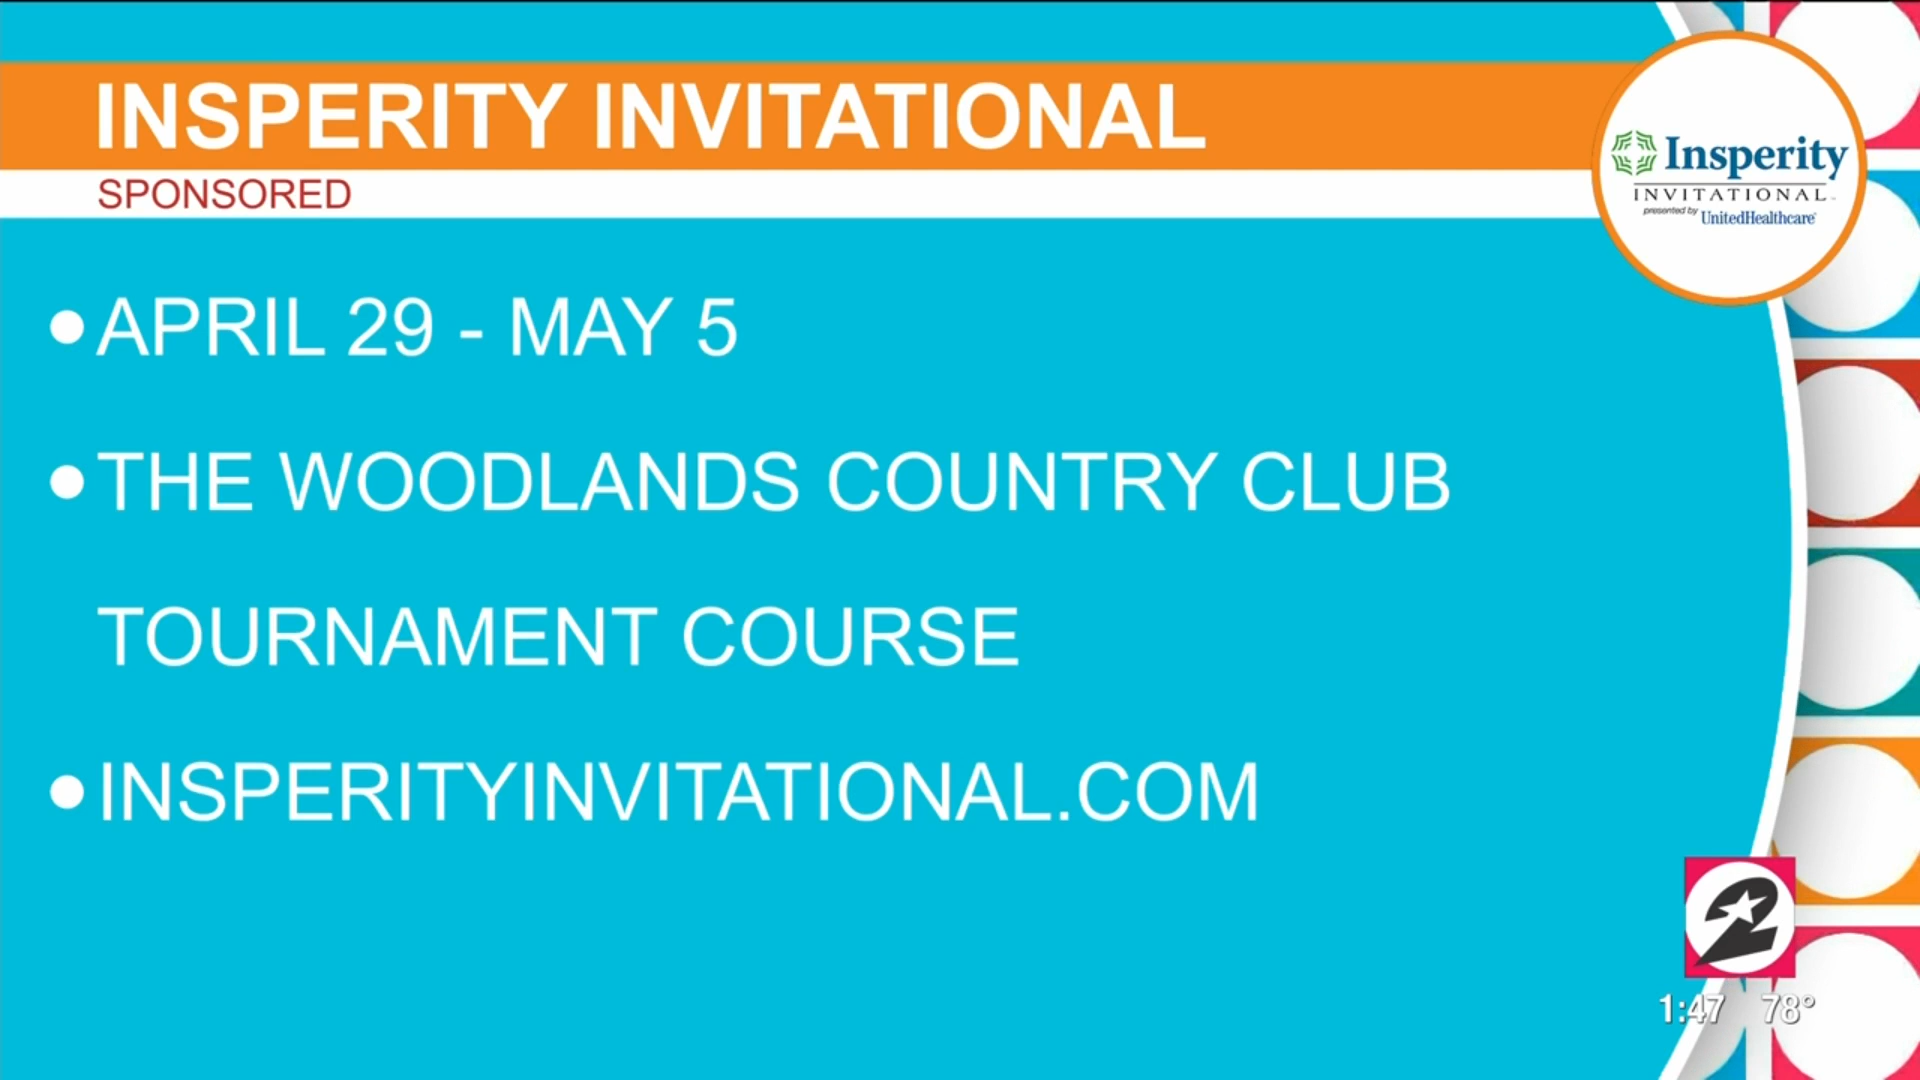 INSPERITY INVITATIONAL
SPONSORED
Insperity
INVITATIONAL
presented by UnitedHealthcare
• APRIL 29 - MAY 5
• THE WOODLANDS COUNTRY CLUB
TOURNAMENT COURSE
• INSPERITYINVITATIONAL.COM
2
1:47 78°